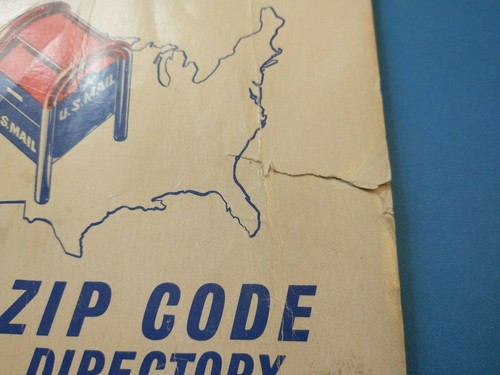 U.S.MAIL
S.MAIL
ZIP CODE
DIRECTORY